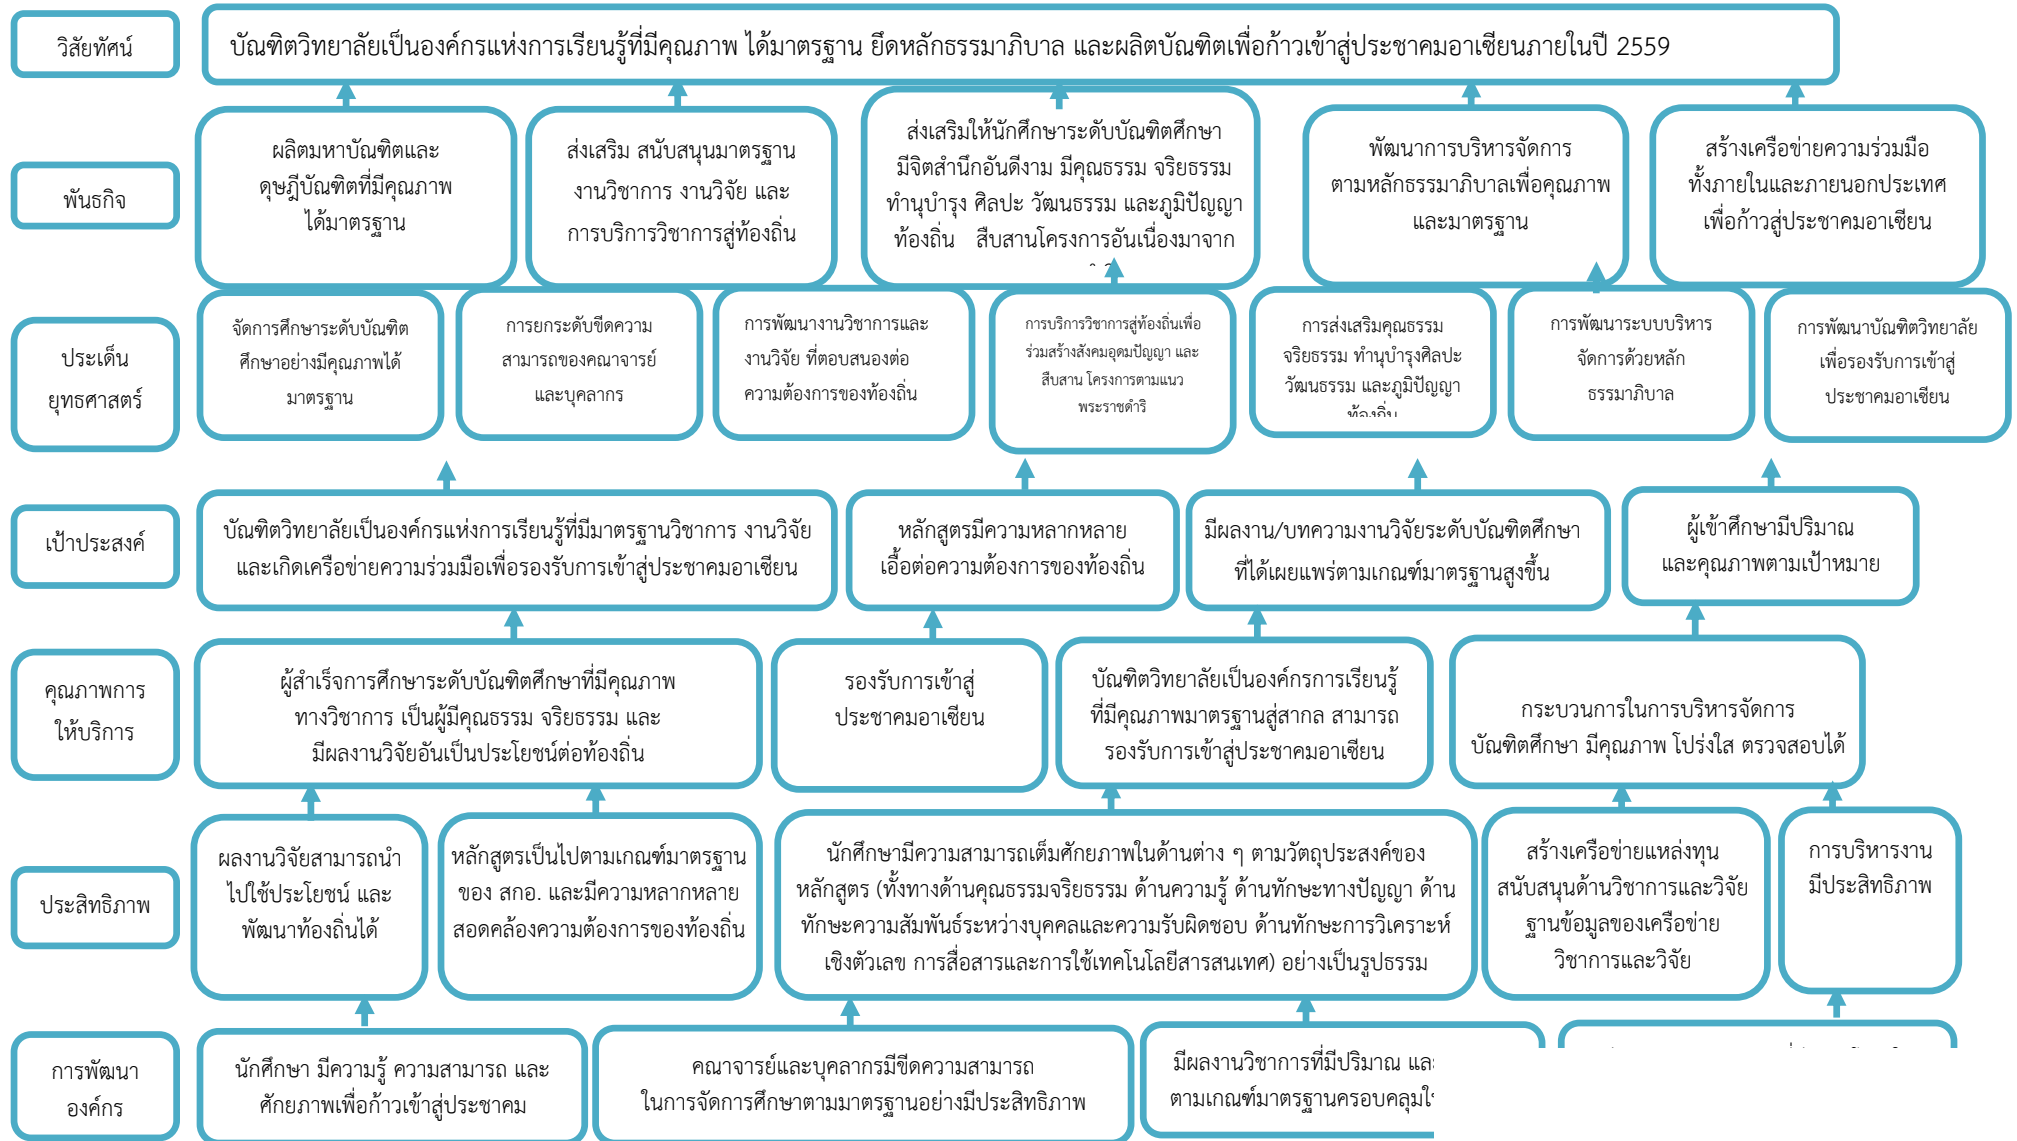 วิสัยทัศน์
บัณฑิตวิทยาลัยเป็นองค์กรแห่งการเรียนรู้ที่มีคุณภาพ ได้มาตรฐาน ยึดหลักธรรมาภิบาล และผลิตบัณฑิตเพื่อก้าวเข้าสู่ประชาคมอาเซียนภายในปี 2559
พันธกิจ
ผลิตมหาบัณฑิตและ
ดุษฎีบัณฑิตที่มีคุณภาพ
ได้มาตรฐาน
ส่งเสริม สนับสนุนมาตรฐาน
งานวิชาการ งานวิจัย และ
การบริการวิชาการสู่ท้องถิ่น
ส่งเสริมให้นักศึกษาระดับบัณฑิตศึกษา
มีจิตสำนึกอันดีงาม มีคุณธรรม จริยธรรม
ทำนุบำรุง ศิลปะ วัฒนธรรม และภูมิปัญญา
ท้องถิ่น สืบสานโครงการอันเนื่องมาจาก
พัฒนาการบริหารจัดการ
ตามหลักธรรมาภิบาลเพื่อคุณภาพ
และมาตรฐาน
สร้างเครือข่ายความร่วมมือ
ทั้งภายในและภายนอกประเทศ
เพื่อก้าวสู่ประชาคมอาเซียน
ประเด็น
ยุทธศาสตร์
จัดการศึกษาระดับบัณฑิต
ศึกษาอย่างมีคุณภาพได้
มาตรฐาน
การยกระดับขีดความ
สามารถของคณาจารย์
และบุคลากร
การพัฒนางานวิชาการและ
งานวิจัย ที่ตอบสนองต่อ
ความต้องการของท้องถิ่น
การบริการวิชาการสู่ท้องถิ่นเพื่อ
ร่วมสร้างสังคมอุดมปัญญา และ
สืบสาน โครงการตามแนว
พระราชดำริ
การส่งเสริมคุณธรรม
จริยธรรม ทำนุบำรุงศิลปะ
วัฒนธรรม และภูมิปัญญา
ท้องถิ่น
การพัฒนาระบบบริหาร
จัดการด้วยหลัก
ธรรมาภิบาล
การพัฒนาบัณฑิตวิทยาลัย
เพื่อรองรับการเข้าสู่
ประชาคมอาเซียน
เป้าประสงค์
บัณฑิตวิทยาลัยเป็นองค์กรแห่งการเรียนรู้ที่มีมาตรฐานวิชาการ งานวิจัย
และเกิดเครือข่ายความร่วมมือเพื่อรองรับการเข้าสู่ประชาคมอาเซียน
หลักสูตรมีความหลากหลาย
เอื้อต่อความต้องการของท้องถิ่น
มีผลงาน/บทความงานวิจัยระดับบัณฑิตศึกษา
ที่ได้เผยแพร่ตามเกณฑ์มาตรฐานสูงขึ้น
ผู้เข้าศึกษามีปริมาณ
และคุณภาพตามเป้าหมาย
คุณภาพการ
ให้บริการ
ผู้สำเร็จการศึกษาระดับบัณฑิตศึกษาที่มีคุณภาพ
ทางวิชาการ เป็นผู้มีคุณธรรม จริยธรรม และ
มีผลงานวิจัยอันเป็นประโยชน์ต่อท้องถิ่น
รองรับการเข้าสู่
ประชาคมอาเซียน
บัณฑิตวิทยาลัยเป็นองค์กรการเรียนรู้
ที่มีคุณภาพมาตรฐานสู่สากล สามารถ
รองรับการเข้าสู่ประชาคมอาเซียน
กระบวนการในการบริหารจัดการ
บัณฑิตศึกษา มีคุณภาพ โปร่งใส ตรวจสอบได้
ประสิทธิภาพ
ผลงานวิจัยสามารถนำ
ไปใช้ประโยชน์ และ
พัฒนาท้องถิ่นได้
หลักสูตรเป็นไปตามเกณฑ์มาตรฐาน
ของ สกอ. และมีความหลากหลาย
สอดคล้องความต้องการของท้องถิ่น
นักศึกษามีความสามารถเต็มศักยภาพในด้านต่าง ๆ ตามวัตถุประสงค์ของ
หลักสูตร (ทั้งทางด้านคุณธรรมจริยธรรม ด้านความรู้ ด้านทักษะทางปัญญา ด้าน
ทักษะความสัมพันธ์ระหว่างบุคคลและความรับผิดชอบ ด้านทักษะการวิเคราะห์
เชิงตัวเลข การสื่อสารและการใช้เทคโนโลยีสารสนเทศ) อย่างเป็นรูปธรรม
สร้างเครือข่ายแหล่งทุน
สนับสนุนด้านวิชาการและวิจัย
ฐานข้อมูลของเครือข่าย
วิชาการและวิจัย
การบริหารงาน
มีประสิทธิภาพ
การพัฒนา
องค์กร
นักศึกษา มีความรู้ ความสามารถ และ
ศักยภาพเพื่อก้าวเข้าสู่ประชาคม
คณาจารย์และบุคลากรมีขีดความสามารถ
ในการจัดการศึกษาตามมาตรฐานอย่างมีประสิทธิภาพ
มีผลงานวิชาการที่มีปริมาณ และ
ตามเกณฑ์มาตรฐานครอบคลุม